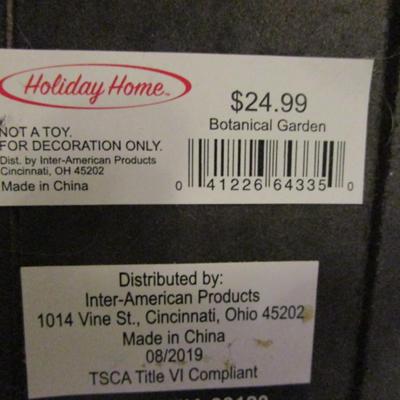 Holiday Home™
$24.99
Botanical Garden
NOT A TOY.
FOR DECORATION ONLY.
Dist. by Inter-American Products
Cincinnati, OH 45202
Made in China
0 41226 64335 0
Distributed by:
Inter-American Products
1014 Vine St., Cincinnati, Ohio 45202
Made in China
08/2019
TSCA Title VI Compliant